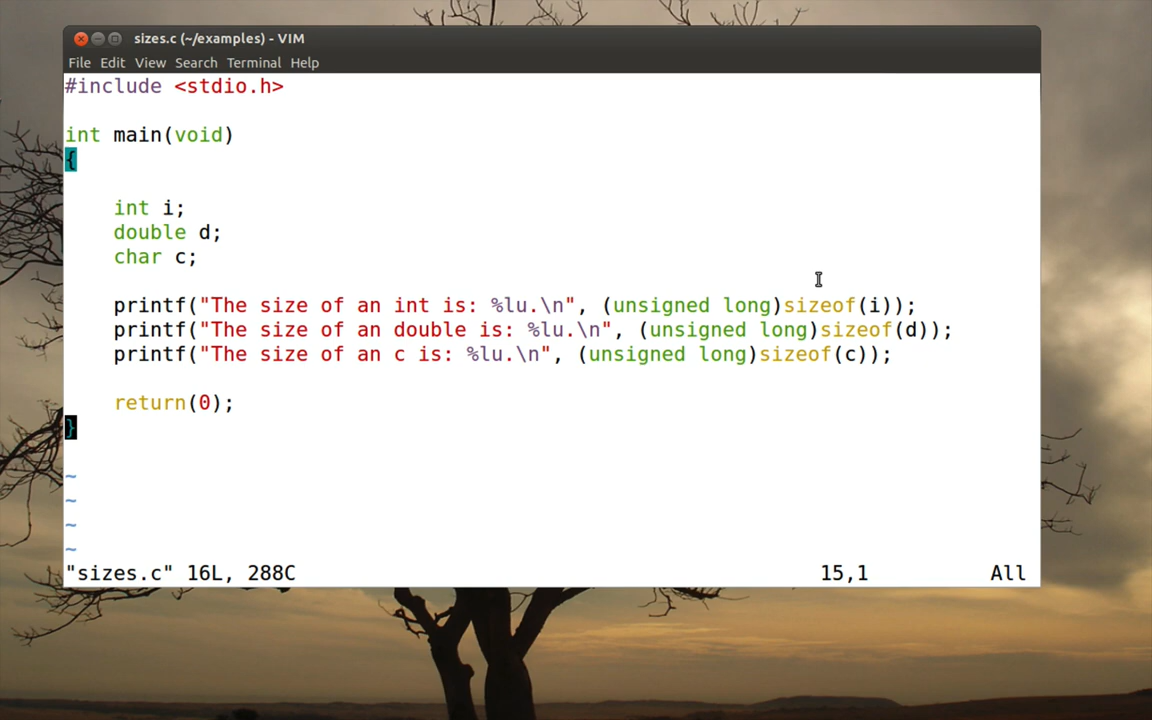 sizes.c (~/examples) - VIM
File Edit View Search Terminal Help
#include <stdio.h>
int main(void)
{
    int i;
    double d;
    char c;
    printf("The size of an int is: %lu.\n", (unsigned long)sizeof(i));
    printf("The size of an double is: %lu.\n", (unsigned long)sizeof(d));
    printf("The size of an c is: %lu.\n", (unsigned long)sizeof(c));
    return(0);
}
~
~
~
~
"sizes.c" 16L, 288C 15,1 All